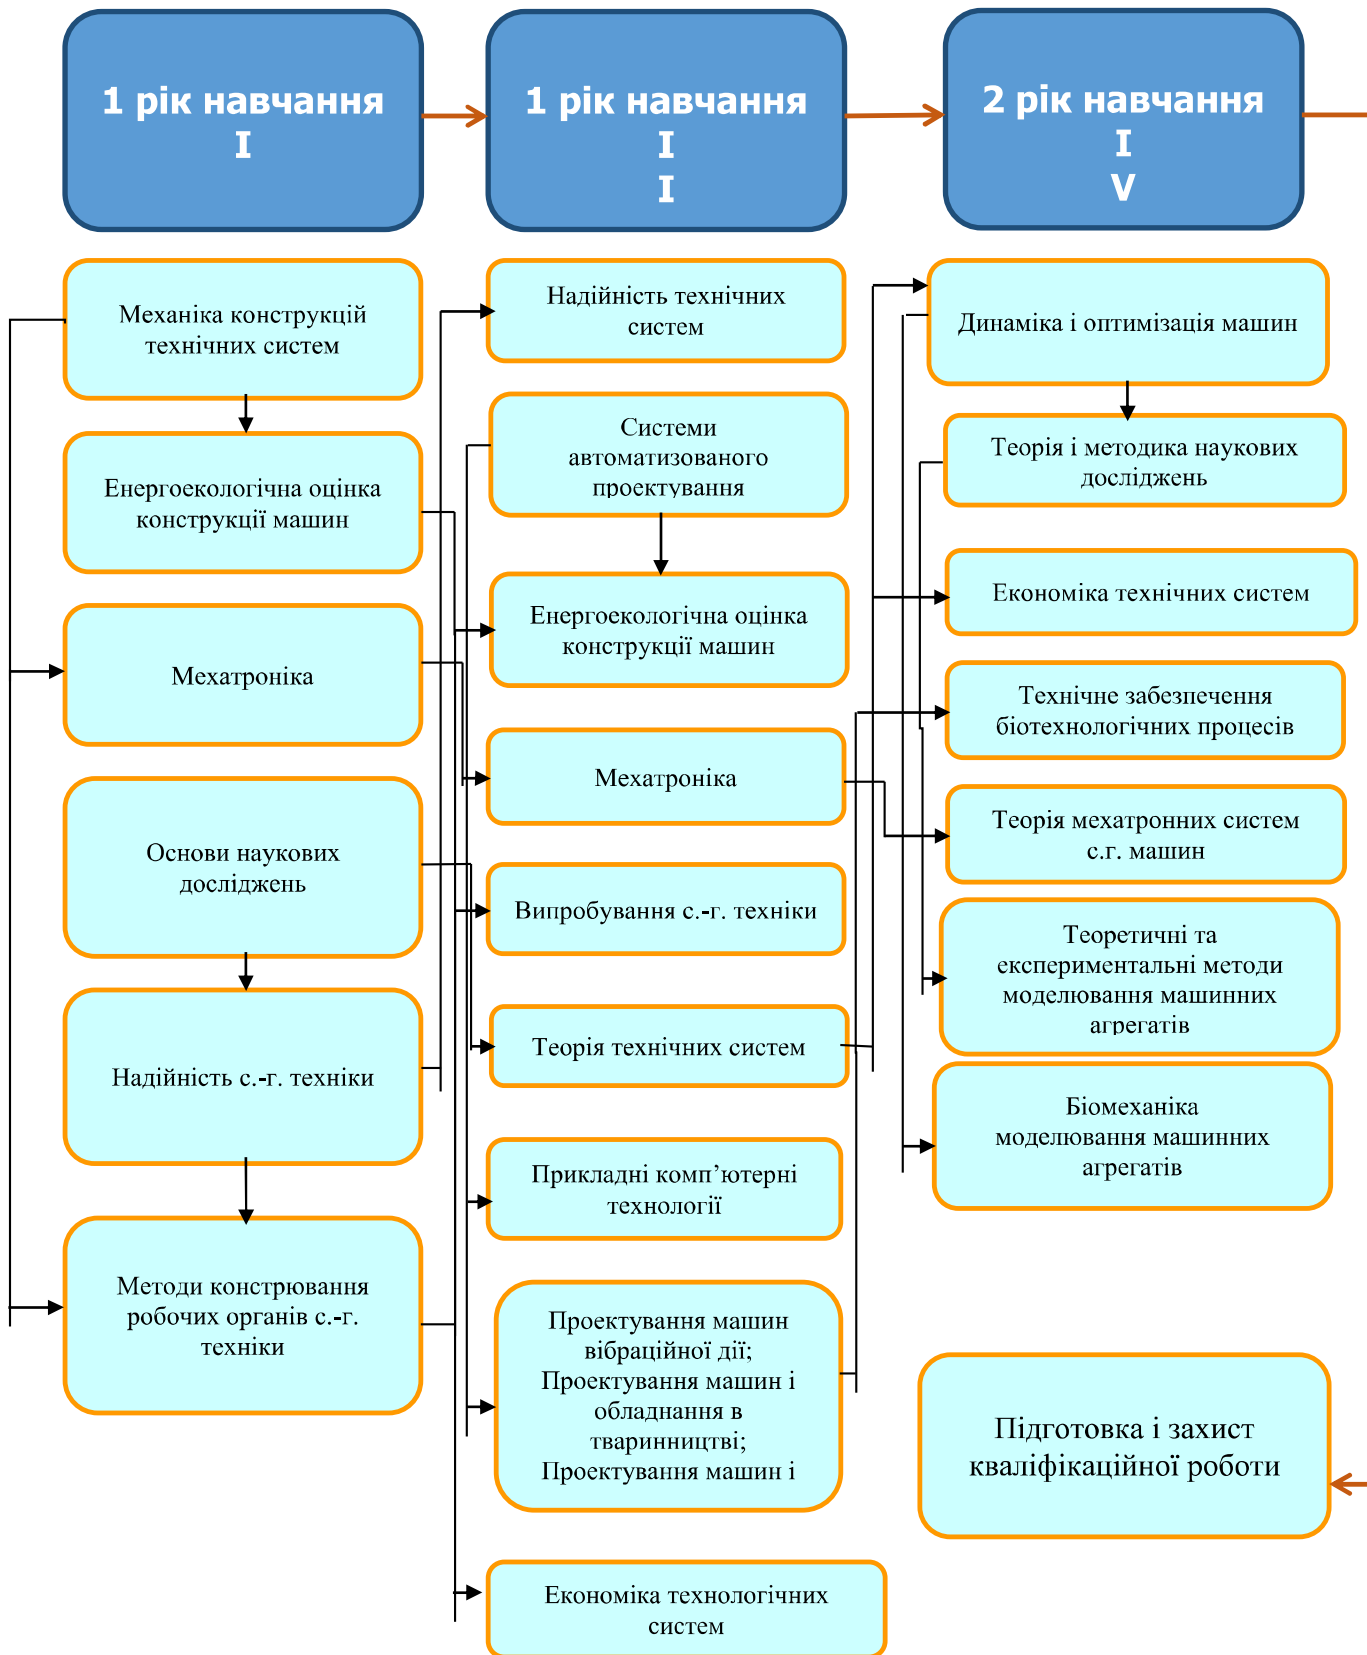 1 рік навчання
I
1 рік навчання
I
I
2 рік навчання
I
V
Механіка конструкцій
технічних систем
Енергоекологічна оцінка
конструкції машин
Мехатроніка
Основи наукових
досліджень
Надійність с.-г. техніки
Методи констрювання
робочих органів с.-г.
техніки
Надійність технічних
систем
Системи
автоматизованого
проектування
Енергоекологічна оцінка
конструкції машин
Мехатроніка
Випробування с.-г. техніки
Теорія технічних систем
Прикладні комп’ютерні
технології
Проектування машин
вібраційної дії;
Проектування машин і
обладнання в
тваринництві;
Проектування машин і
Економіка технологічних
систем
Динаміка і оптимізація машин
Теорія і методика наукових
досліджень
Економіка технічних систем
Технічне забезпечення
біотехнологічних процесів
Теорія мехатронних систем
с.г. машин
Теоретичні та
експериментальні методи
моделювання машинних
агрегатів
Біомеханіка
моделювання машинних
агрегатів
Підготовка і захист
кваліфікаційної роботи